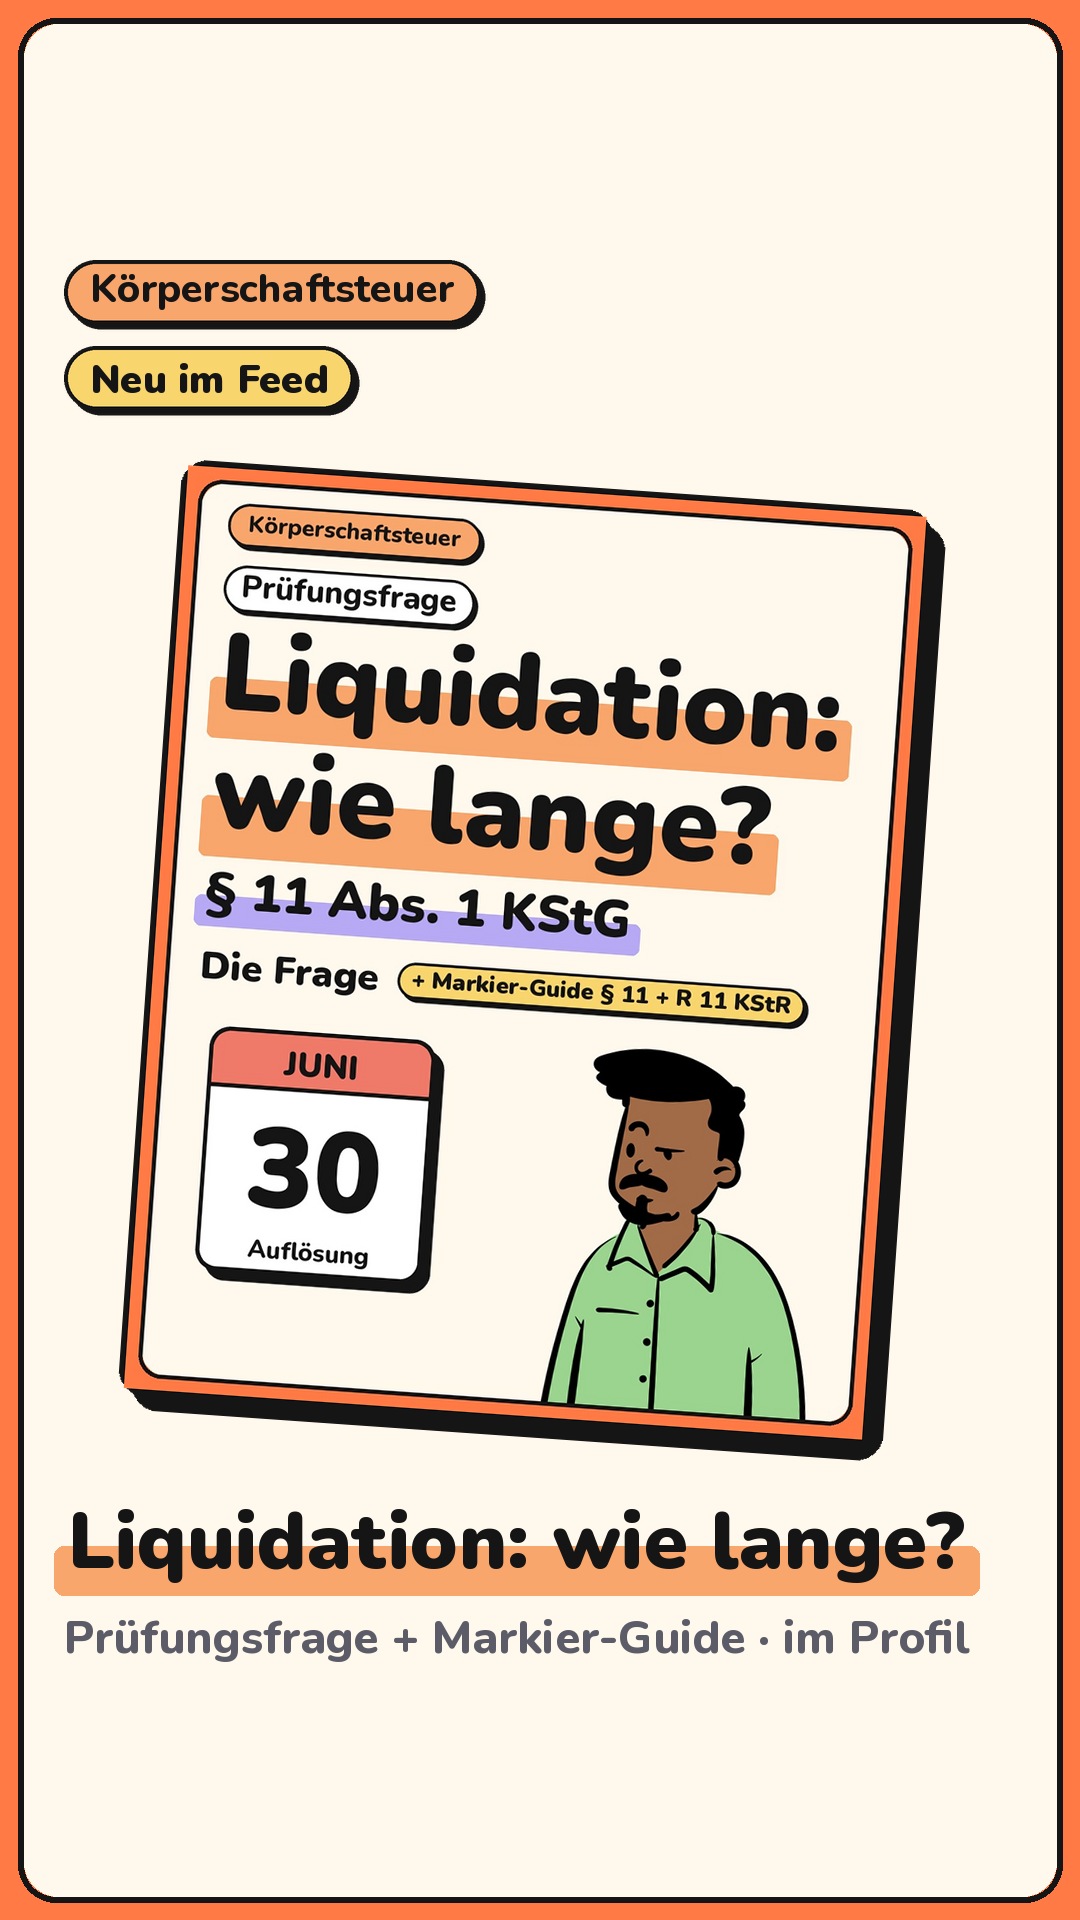 Körperschaftsteuer
Neu im Feed
Körperschaftsteuer
Prüfungsfrage
Liquidation:
wie lange?
§ 11 Abs. 1 KStG
Die Frage
+ Markier-Guide § 11 + R 11 KStR
JUNI
30
Auflösung
Liquidation: wie lange?
Prüfungsfrage + Markier-Guide · im Profil